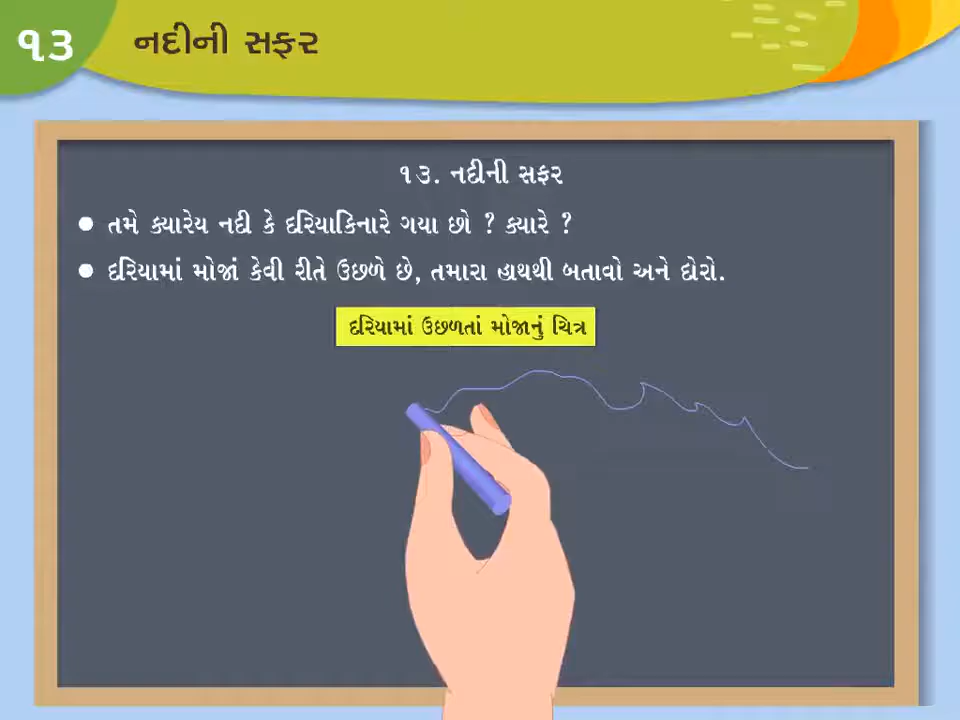 ૧૩ નદીની સફર
૧૩. નદીની સફર
● તમે ક્યારેય નદી કે દરિયાકિનારે ગયા છો ? ક્યારે ?
● દરિયામાં મોજાં કેવી રીતે ઉછળે છે, તમારા હાથથી બતાવો અને દોરો.
દરિયામાં ઉછળતાં મોજાનું ચિત્ર